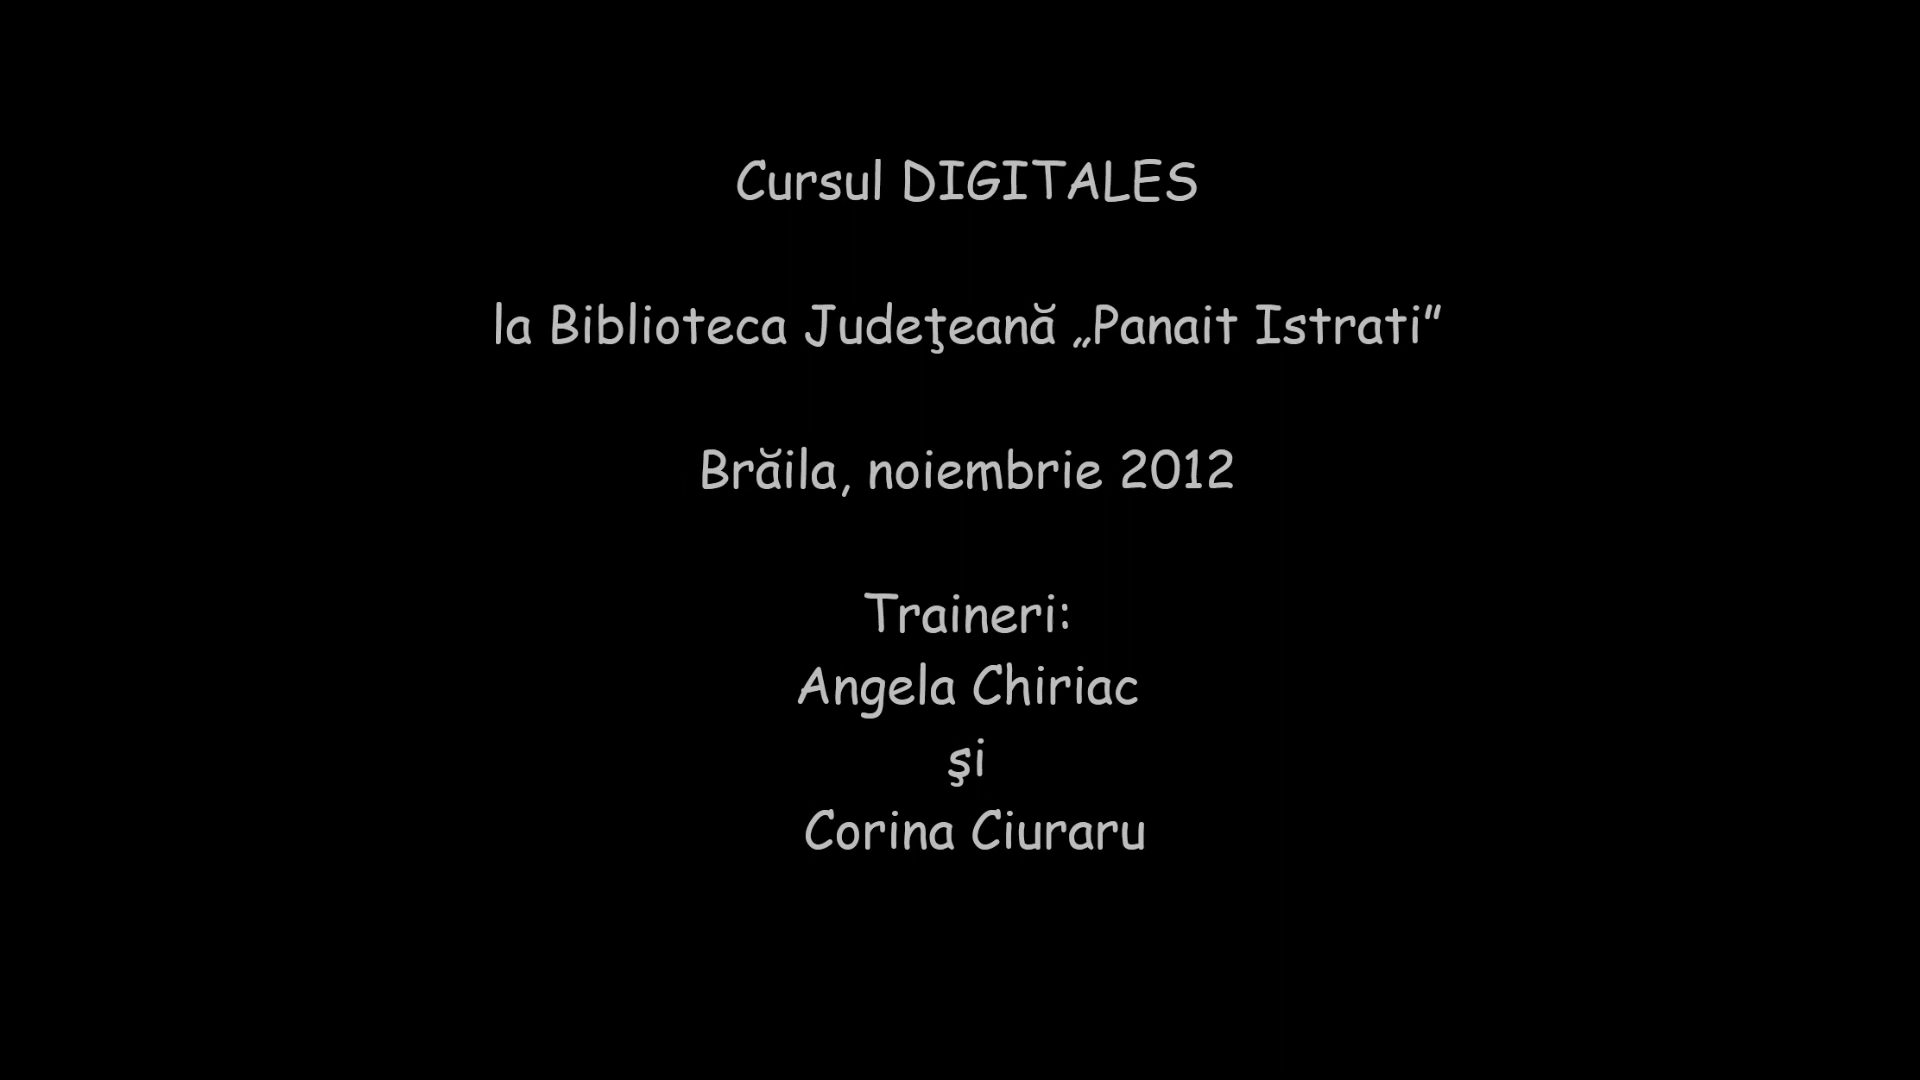 Cursul DIGITALES
la Biblioteca Judeţeană „Panait Istrati”
Brăila, noiembrie 2012
Traineri:
Angela Chiriac
şi
Corina Ciuraru